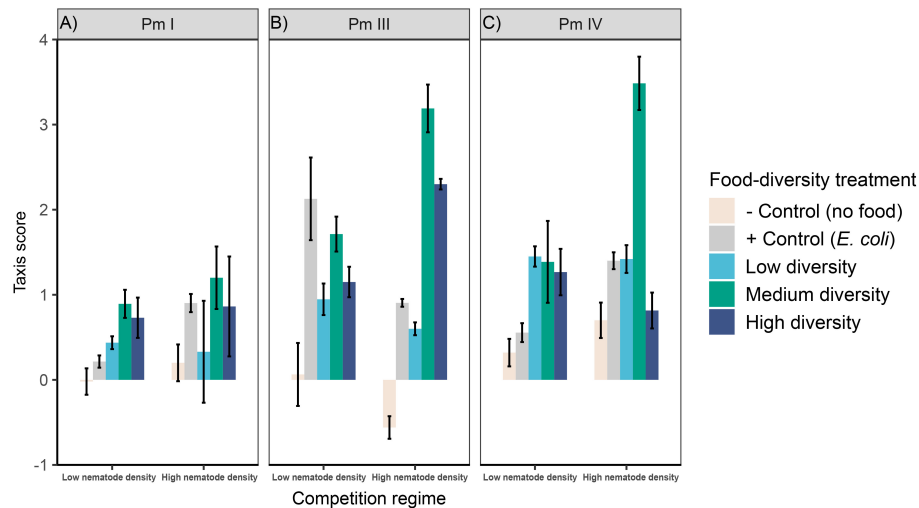 A) Pm I
B) Pm III
C) Pm IV
Taxis score
4
3
2
1
0
-1
Low nematode density High nematode density
Low nematode density High nematode density
Low nematode density High nematode density
Competition regime
Food-diversity treatment
- Control (no food)
+ Control (E. coli)
Low diversity
Medium diversity
High diversity